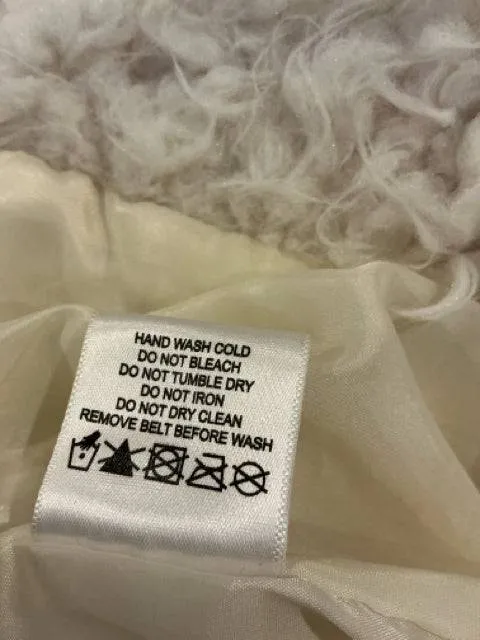 HAND WASH COLD
DO NOT BLEACH
DO NOT TUMBLE DRY
DO NOT IRON
DO NOT DRY CLEAN
REMOVE BELT BEFORE WASH